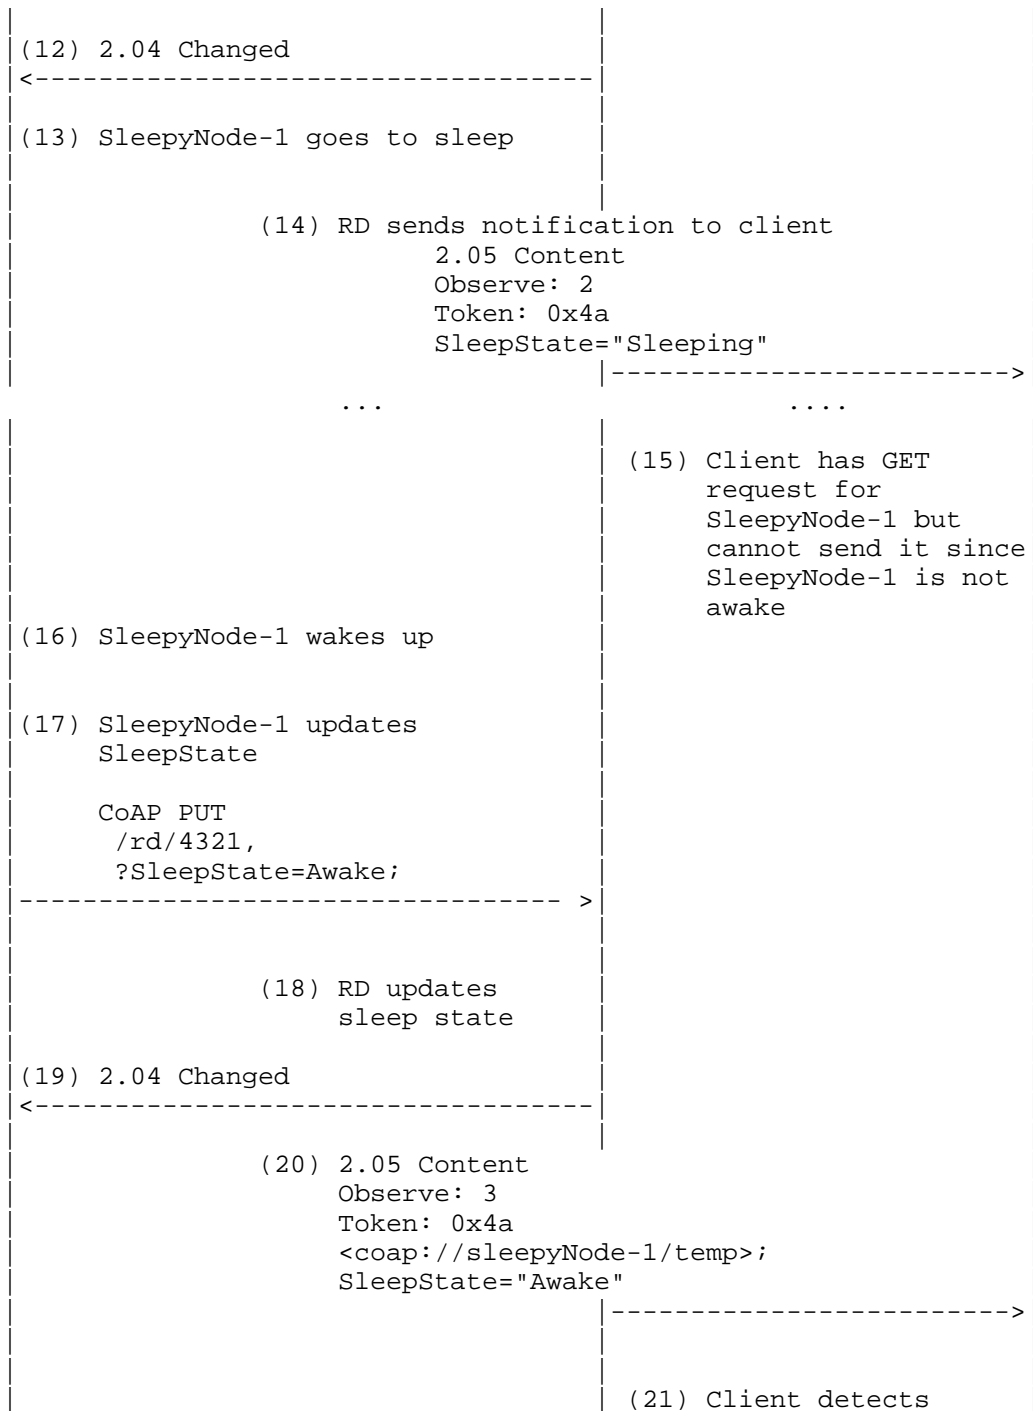 (12) 2.04 Changed
(13) SleepyNode-1 goes to sleep
(14) RD sends notification to client
2.05 Content
Observe: 2
Token: 0x4a
SleepState="Sleeping"
... ....
(15) Client has GET
request for
SleepyNode-1 but
cannot send it since
SleepyNode-1 is not
awake
(16) SleepyNode-1 wakes up
(17) SleepyNode-1 updates
SleepState
CoAP PUT
/rd/4321,
?SleepState=Awake;
(18) RD updates
sleep state
(19) 2.04 Changed
(20) 2.05 Content
Observe: 3
Token: 0x4a
<coap://sleepyNode-1/temp>;
SleepState="Awake"
(21) Client detects